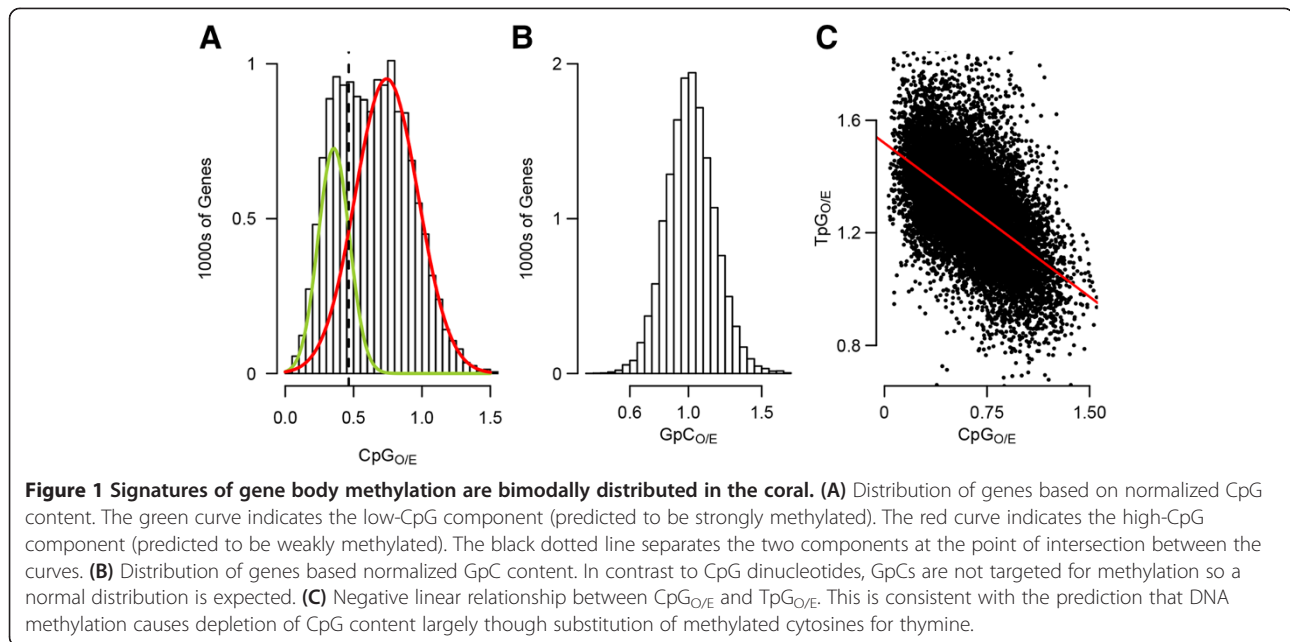 A
B
C
1
0.5
0
1000s of Genes
0.0 0.5 1.0 1.5
CpG O/E
2
1
0
1000s of Genes
0.6 1.0 1.5
GpC O/E
1.6
1.2
0.8
TpG O/E
0 0.75 1.50
CpG O/E
Figure 1 Signatures of gene body methylation are bimodally distributed in the coral. (A) Distribution of genes based on normalized CpG
content. The green curve indicates the low-CpG component (predicted to be strongly methylated). The red curve indicates the high-CpG
component (predicted to be weakly methylated). The black dotted line separates the two components at the point of intersection between the
curves. (B) Distribution of genes based normalized GpC content. In contrast to CpG dinucleotides, GpCs are not targeted for methylation so a
normal distribution is expected. (C) Negative linear relationship between CpG O/E and TpG O/E. This is consistent with the prediction that DNA
methylation causes depletion of CpG content largely though substitution of methylated cytosines for thymine.